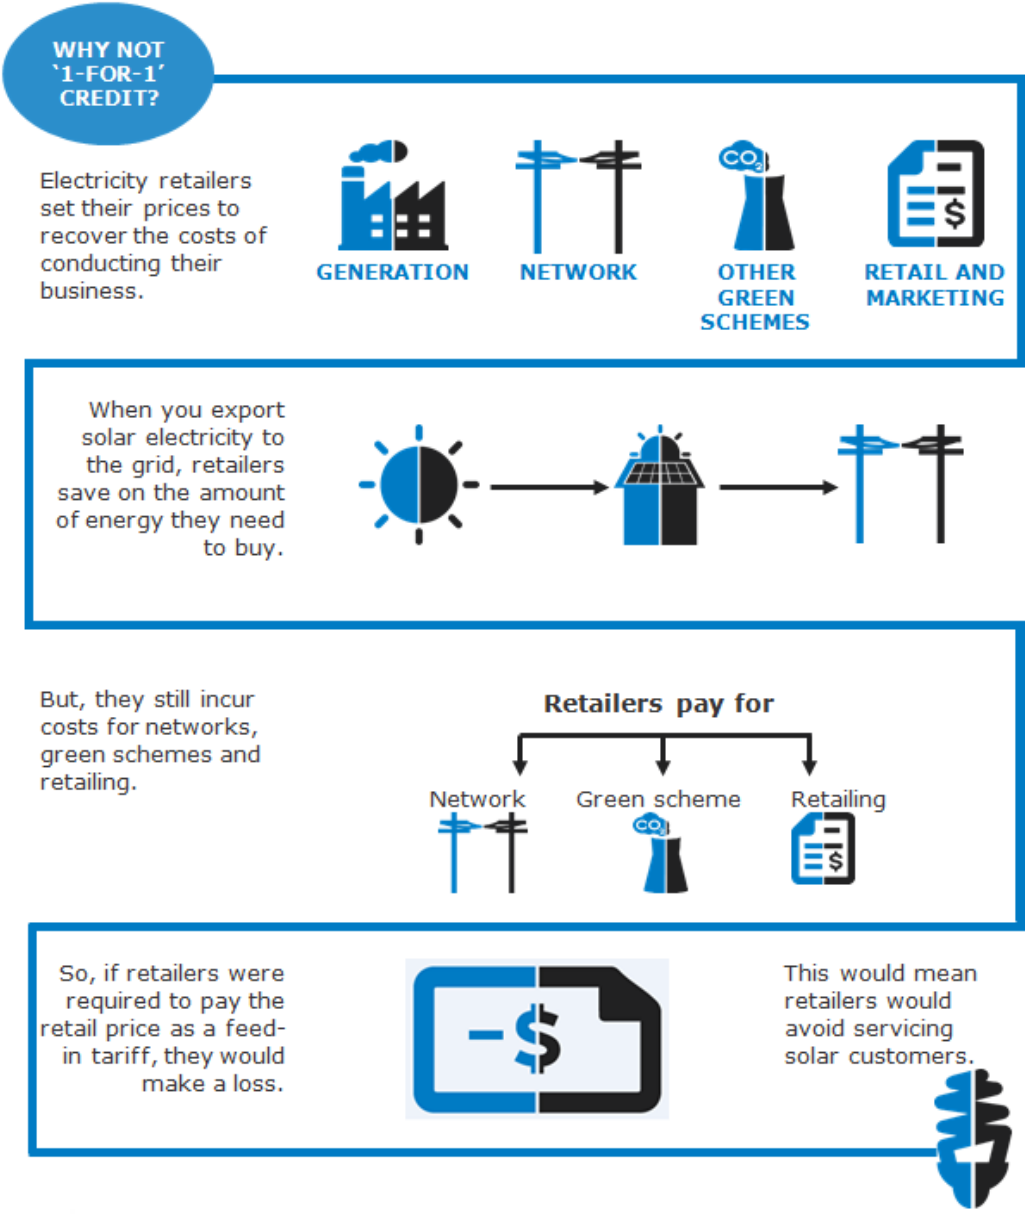 WHY NOT
‘1-FOR-1’
CREDIT?
Electricity retailers
set their prices to
recover the costs of
conducting their
business.
GENERATION
NETWORK
OTHER
GREEN
SCHEMES
RETAIL AND
MARKETING
CO2
$
When you export
solar electricity to
the grid, retailers
save on the amount
of energy they need
to buy.
But, they still incur
costs for networks,
green schemes and
retailing.
Retailers pay for
Network
Green scheme
Retailing
CO2
$
So, if retailers were
required to pay the
retail price as a feed-
in tariff, they would
make a loss.
-$
This would mean
retailers would
avoid servicing
solar customers.